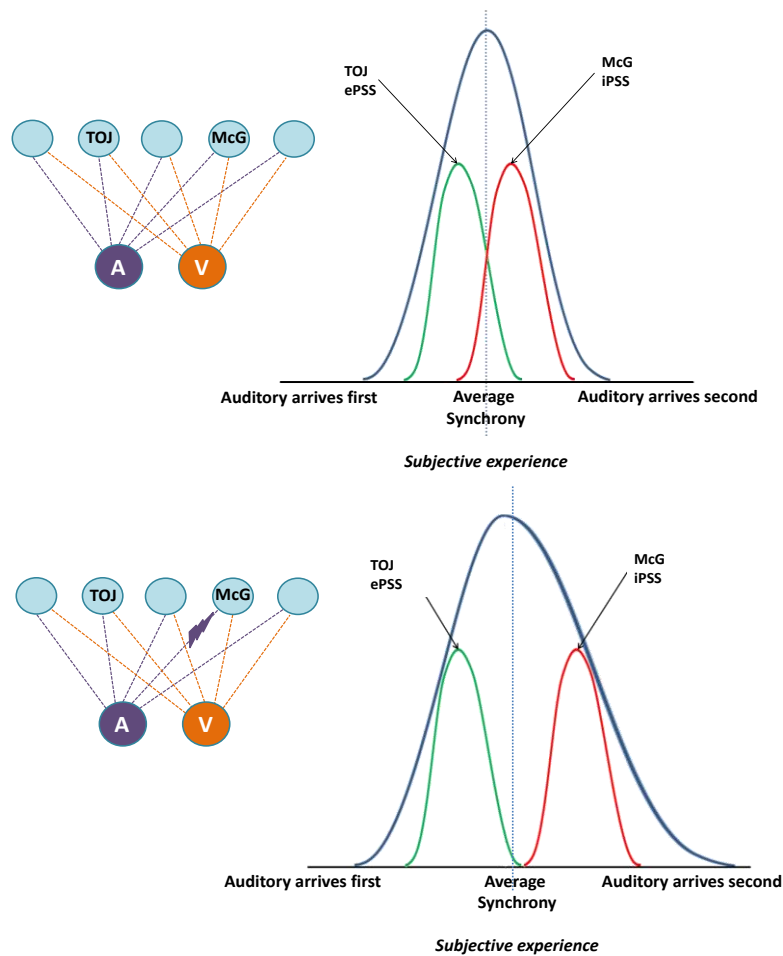 TOJ
ePSS
McG
iPSS
TOJ
McG
A
V
Auditory arrives first
Average
Synchrony
Auditory arrives second
Subjective experience
TOJ
ePSS
McG
iPSS
TOJ
McG
A
V
Auditory arrives first
Average
Synchrony
Auditory arrives second
Subjective experience